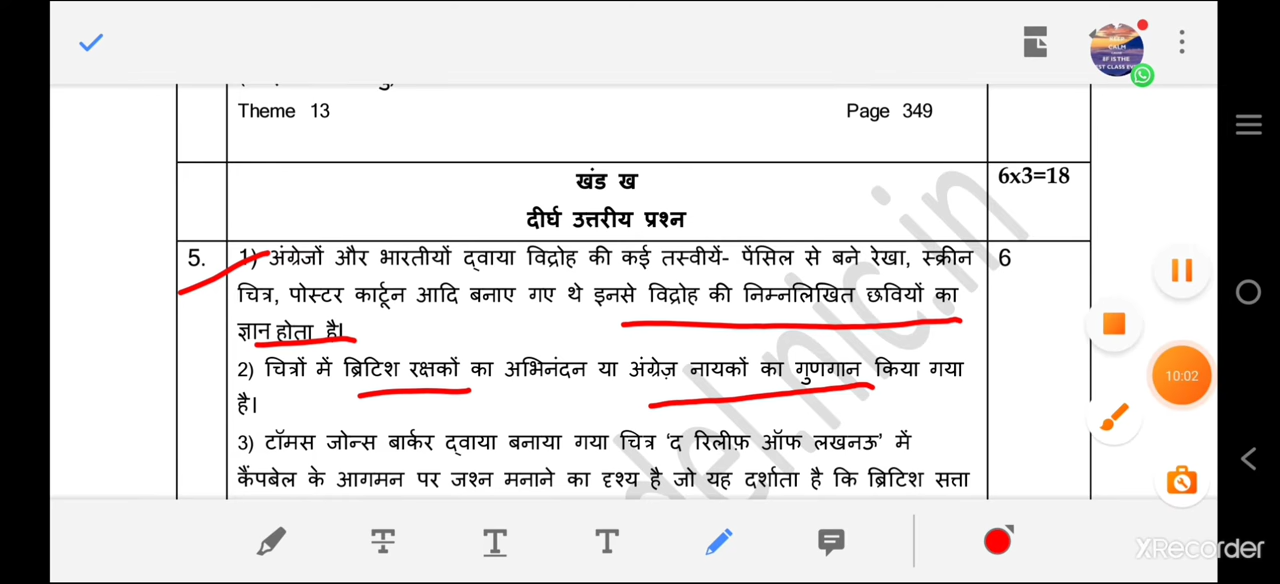 Theme 13 Page 349
खंड ख 6x3=18
दीर्घ उत्तरीय प्रश्न
5. 1) अंग्रेजों और भारतीयों द्वाया विद्रोह की कई तस्वीयें- पेंसिल से बने रेखा, स्क्रीन 6
चित्र, पोस्टर कार्टून आदि बनाए गए थे इनसे विद्रोह की निम्नलिखित छवियों का
ज्ञान होता है।
2) चित्रों में ब्रिटिश रक्षकों का अभिनंदन या अंग्रेज़ नायकों का गुणगान किया गया
है।
3) टॉमस जोन्स बार्कर द्वाया बनाया गया चित्र ‘द रिलीफ़ ऑफ लखनऊ’ में
कैंपबेल के आगमन पर जश्न मनाने का दृश्य है जो यह दर्शाता है कि ब्रिटिश सत्ता
10:02
XRecorder